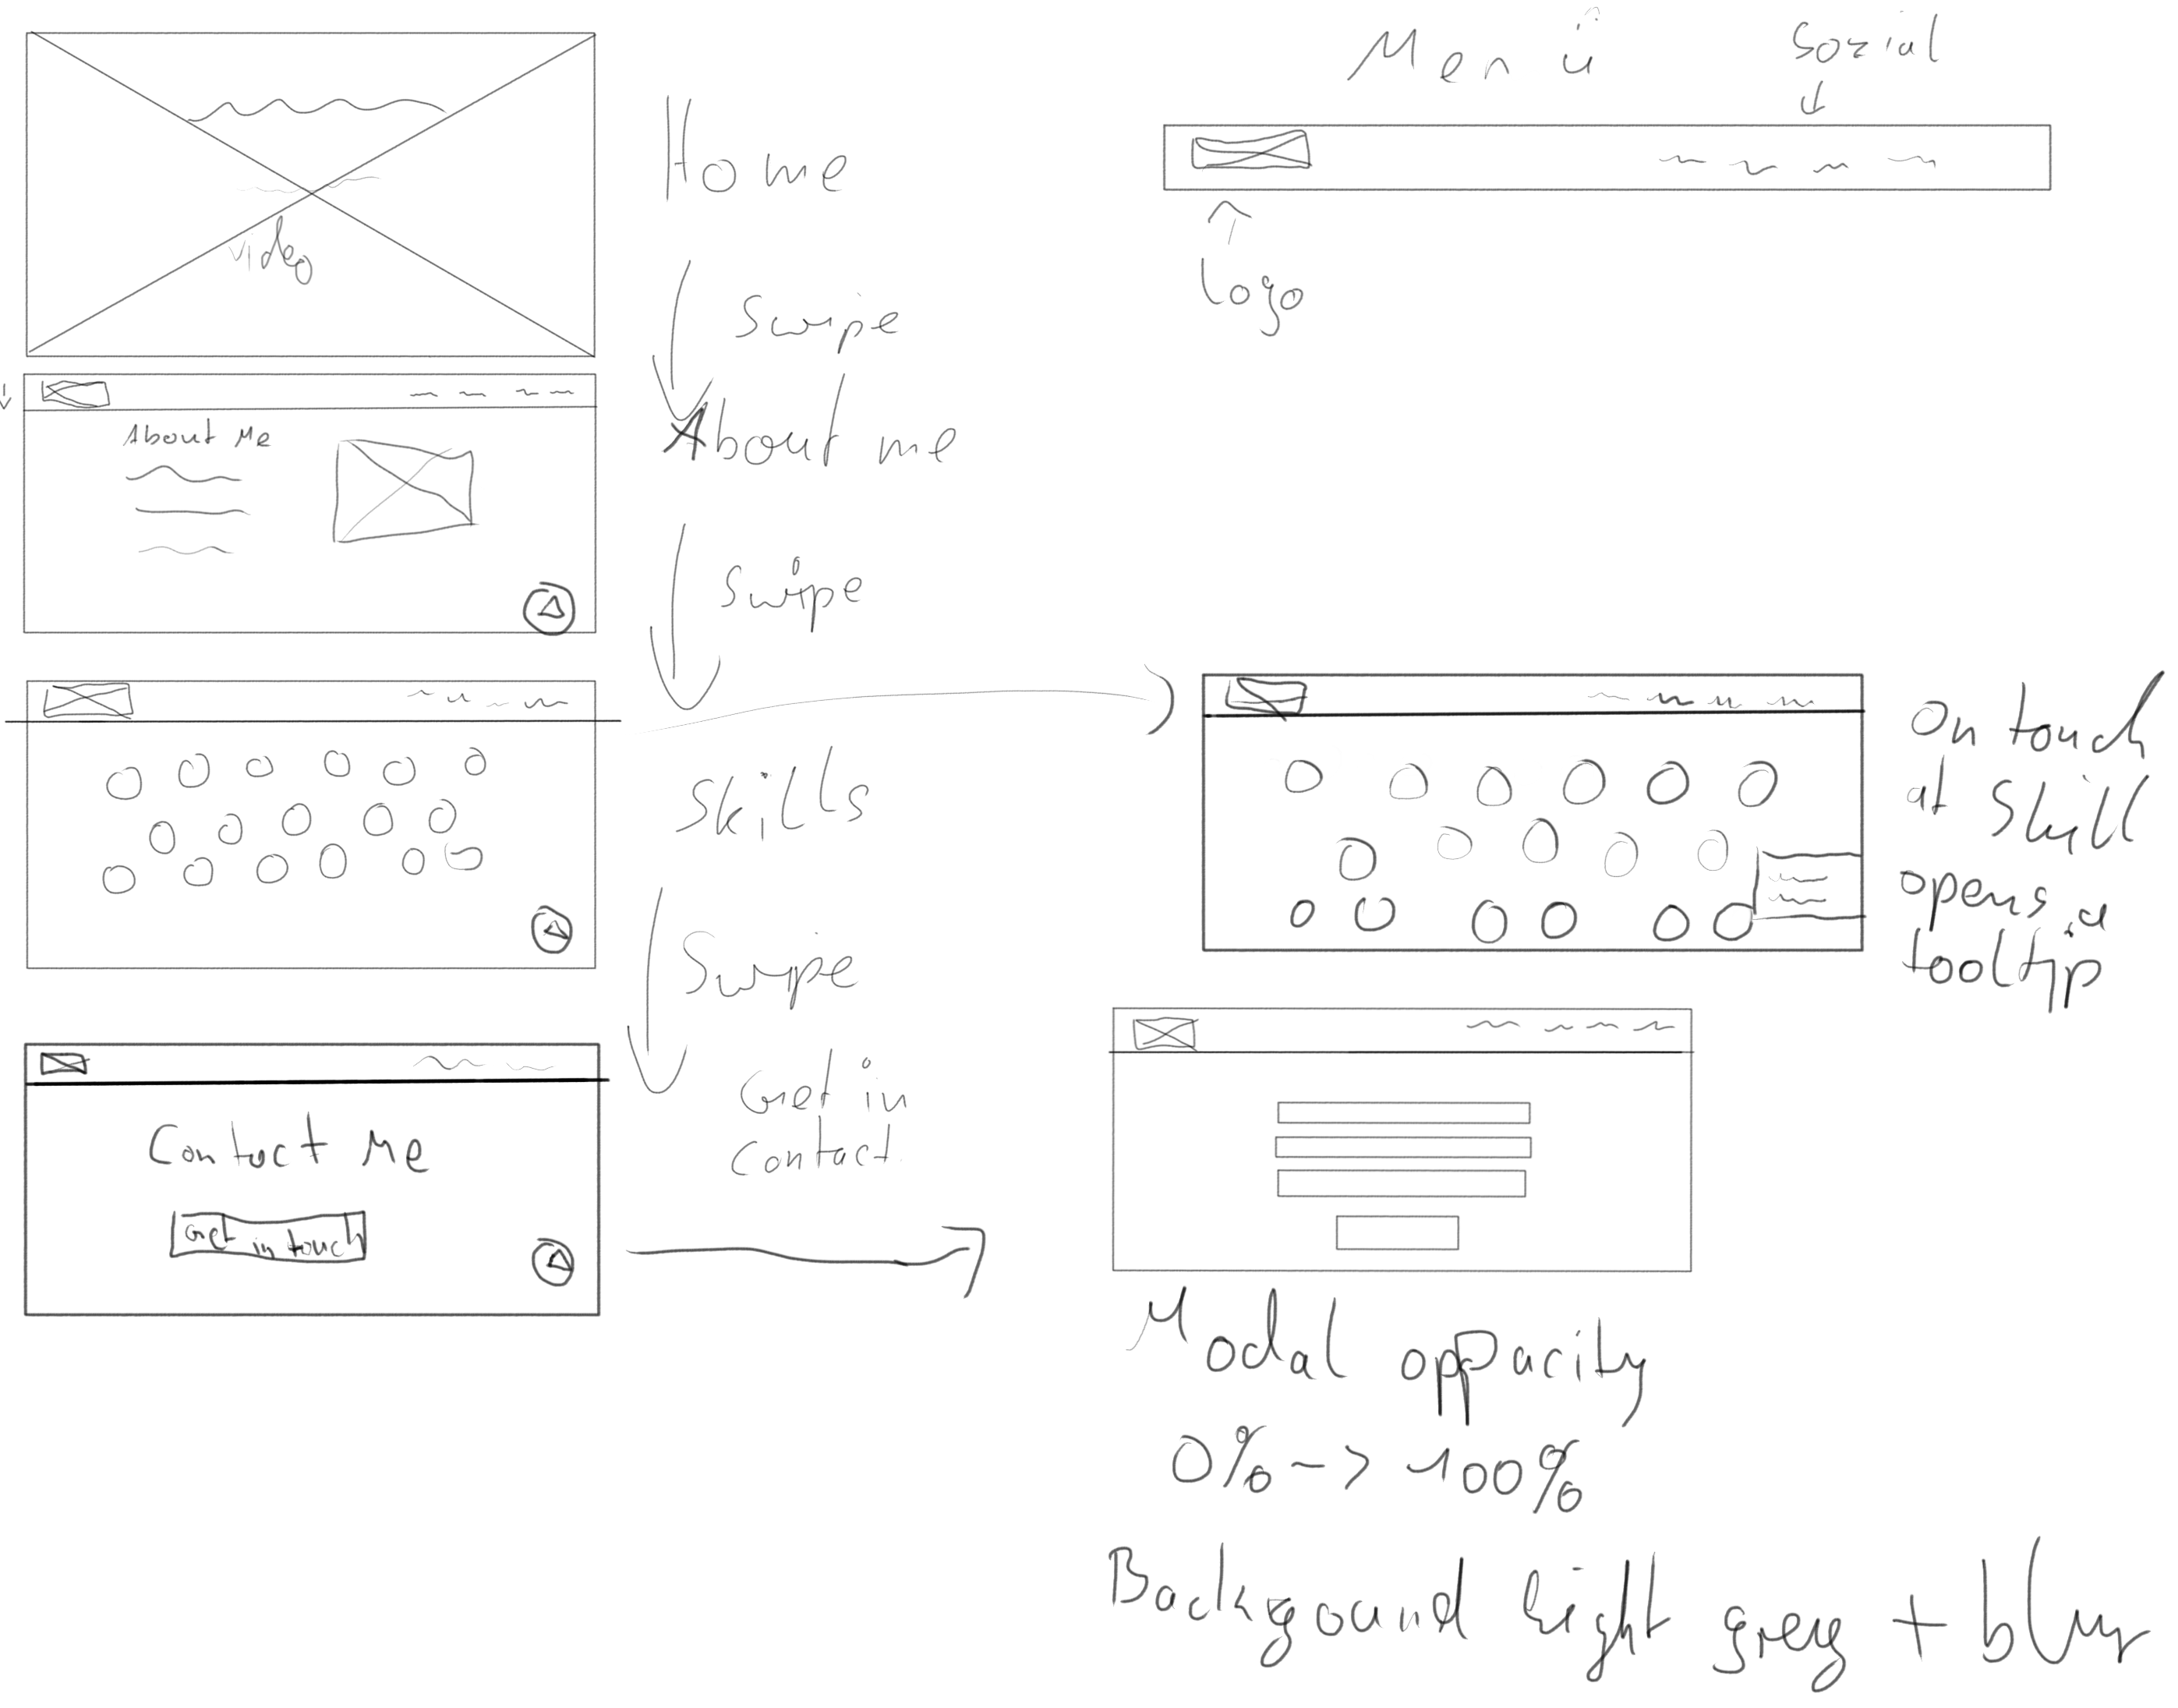 Video
Home
Swipe
About me
About Me
Swipe
Skills
Swipe
Get in
contact
Contact Me
Get in touch
Menü
Sozial
Logo
On touch
at Skill
opens a
tooltip
Modal oppacity
0% -> 100%
Backgound light grey + blur